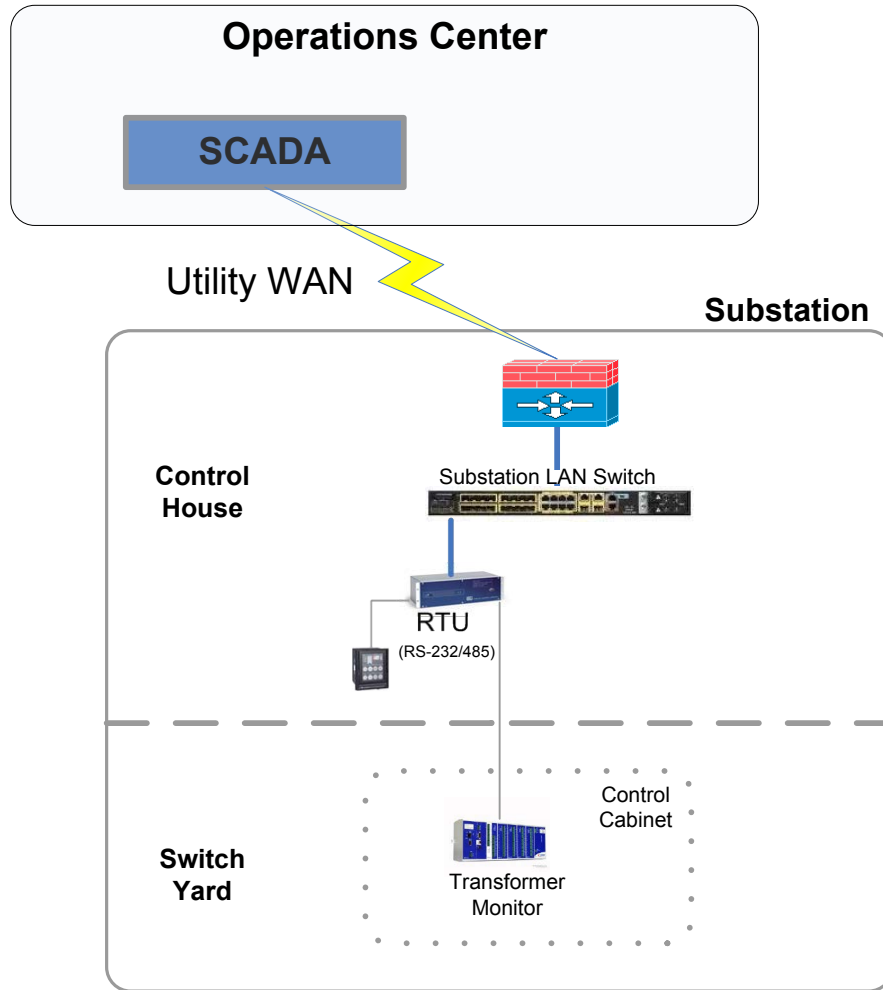 Operations Center
SCADA
Utility WAN
Substation
Control
House
Substation LAN Switch
RTU
(RS-232/485)
Control
Cabinet
Switch
Yard
Transformer
Monitor